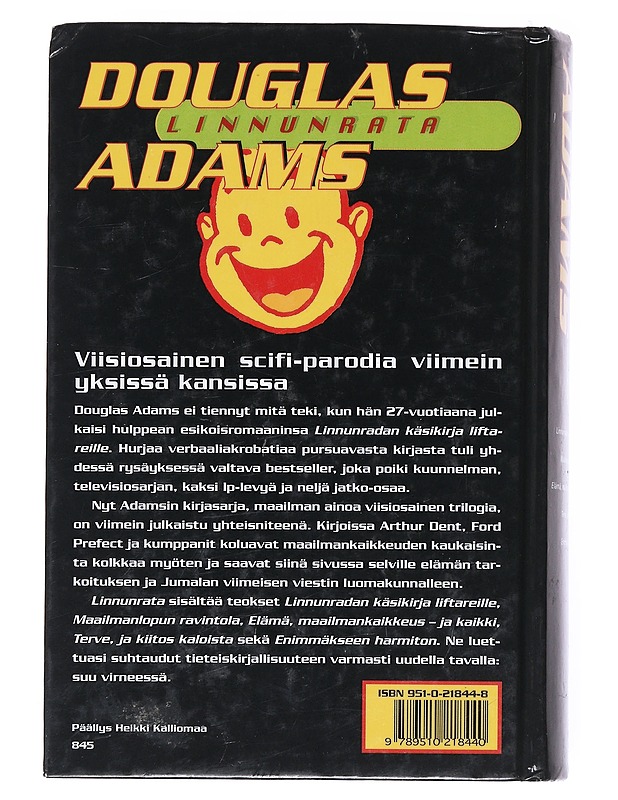 DOUGLAS
LINNUNRATA
ADAMS
Viisiosainen scifi-parodia viimein
yksissä kansissa
Douglas Adams ei tiennyt mitä teki, kun hän 27-vuotiaana jul-
kaisi hulppean esikoisromaaninsa Linnunradan käsikirja lifta-
reille. Hurjaa verbaaliakrobatiaa pursuavasta kirjasta tuli yh-
dessä rysäyksessä valtava bestseller, joka poiki kuunnelman,
televisiosarjan, kaksi lp-levyä ja neljä jatko-osaa.
Nyt Adamsin kirjasarja, maailman ainoa viisiosainen trilogia,
on viimein julkaistu yhteisniteenä. Kirjoissa Arthur Dent, Ford
Prefect ja kumppanit koluavat maailmankaikkeuden kaukaisin-
ta kolkkaa myöten ja saavat siinä sivussa selville elämän tar-
koituksen ja Jumalan viimeisen viestin luomakunnalleen.
Linnunrata sisältää teokset Linnunradan käsikirja liftareille,
Maailmanlopun ravintola, Elämä, maailmankaikkeus – ja kaikki,
Terve, ja kiitos kaloista sekä Enimmäkseen harmiton. Ne luet-
tuasi suhtaudut tieteiskirjallisuuteen varmasti uudella tavalla:
suu virneessä.
ISBN 951-0-21844-8
9 789510 218440
Päällys Heikki Kalliomaa
845